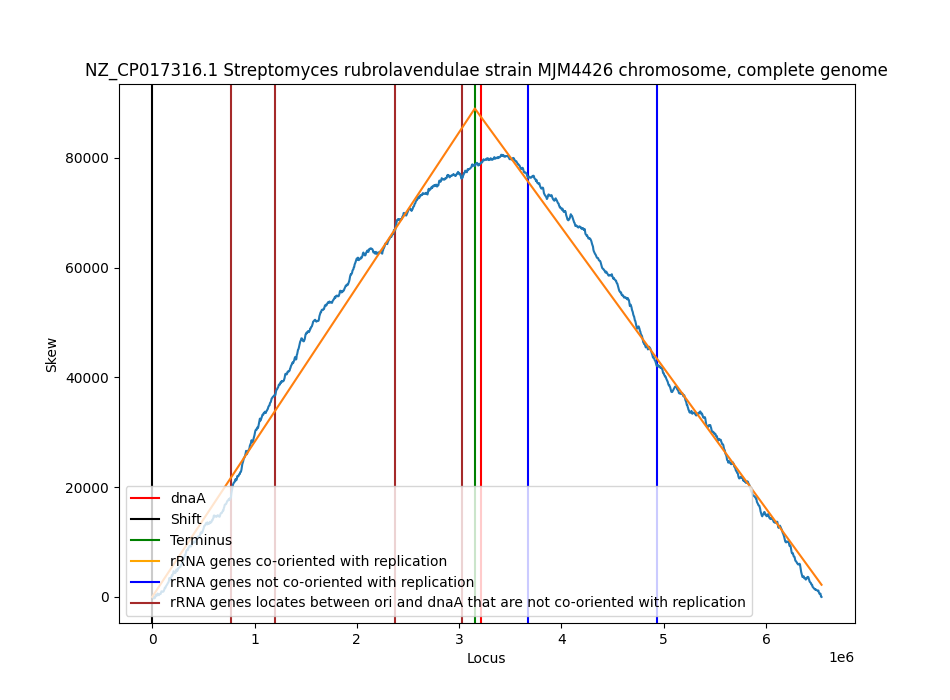 NZ_CP017316.1 Streptomyces rubrolavendulae strain MJM4426 chromosome, complete genome
Skew
80000
60000
40000
20000
0
dnaA
Shift
Terminus
rRNA genes co-oriented with replication
rRNA genes not co-oriented with replication
rRNA genes locates between ori and dnaA that are not co-oriented with replication
0 1 2 3 4 5 6
1e6
Locus